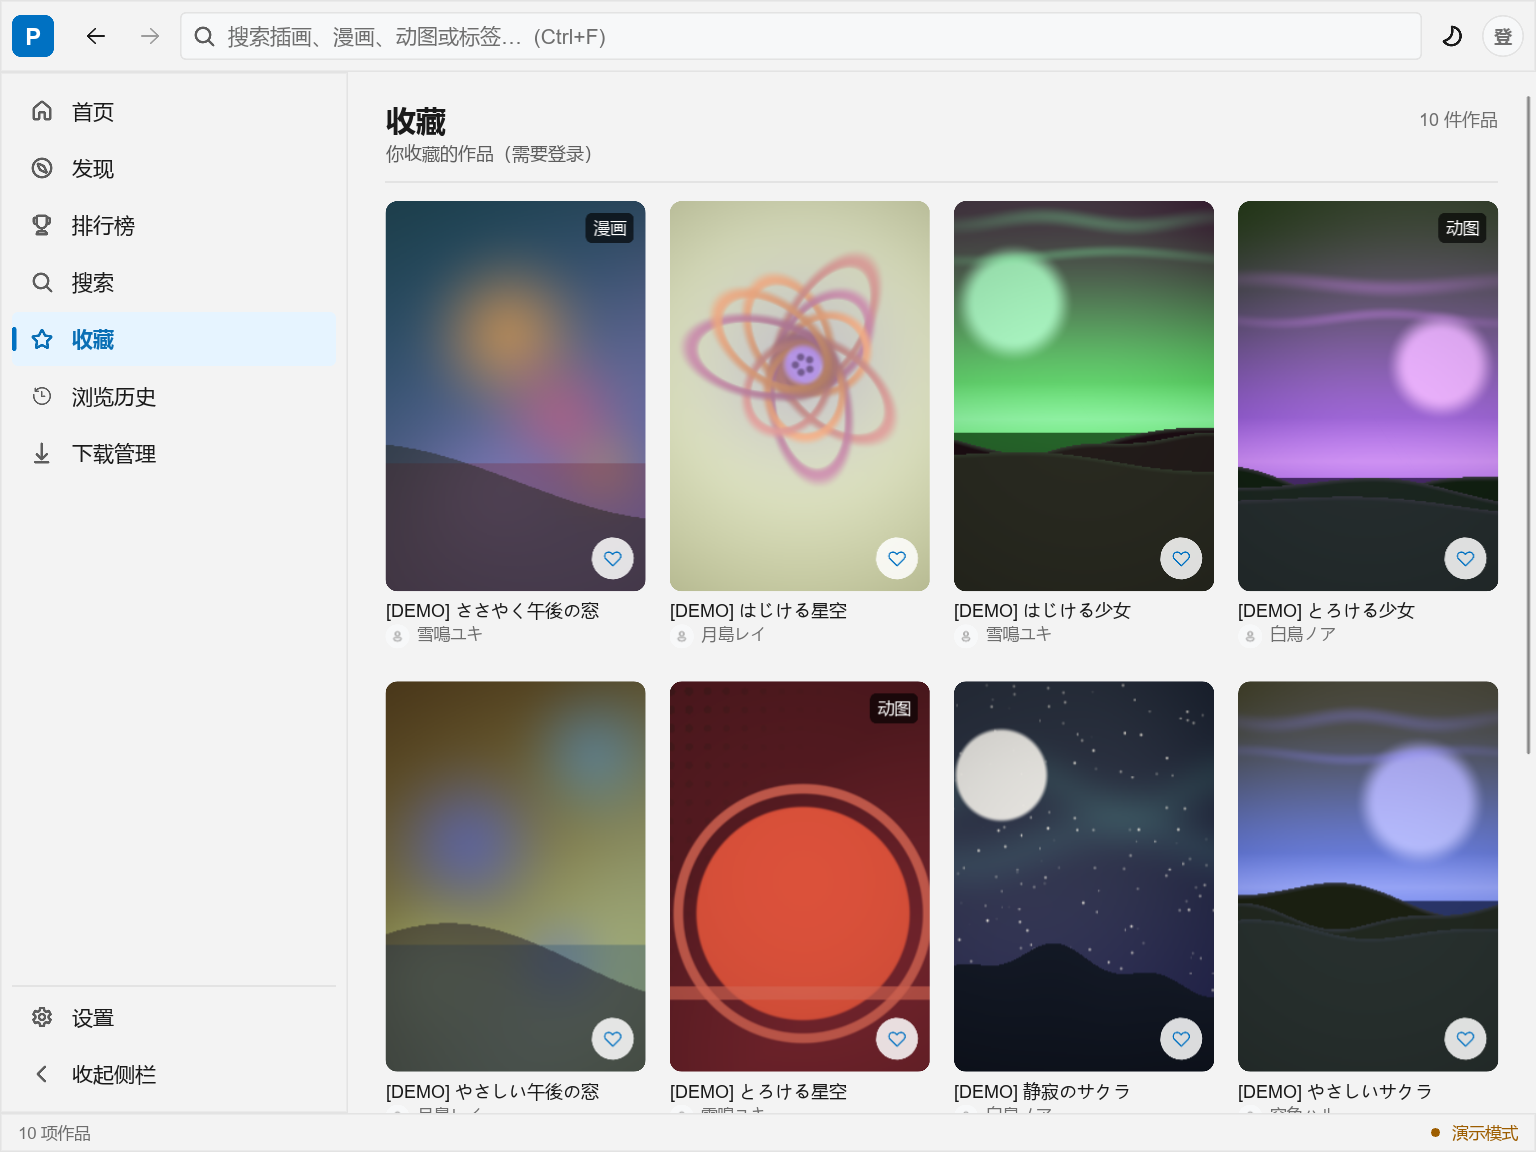 P
搜索插画、漫画、动图或标签… (Ctrl+F)
登
首页
发现
排行榜
搜索
收藏
浏览历史
下载管理
设置
收起侧栏
收藏
10 件作品
你收藏的作品（需要登录）
漫画
动图
[DEMO] ささやく午後の窓
[DEMO] はじける星空
[DEMO] はじける少女
[DEMO] とろける少女
雪鳴ユキ
月島レイ
雪鳴ユキ
白鳥ノア
动图
[DEMO] やさしい午後の窓
[DEMO] とろける星空
[DEMO] 静寂のサクラ
[DEMO] やさしいサクラ
10 项作品
演示模式